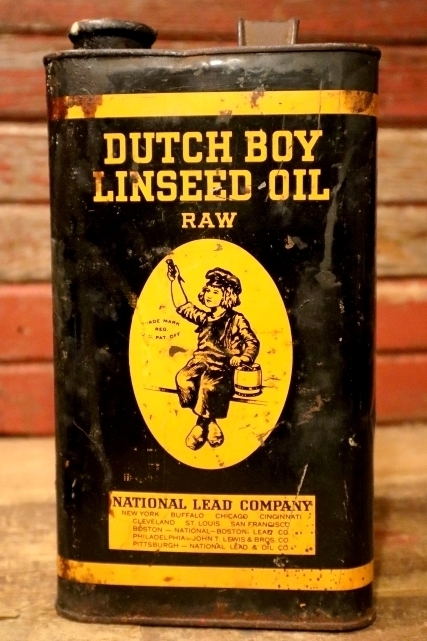 DUTCH BOY
LINSEED OIL
RAW
TRADE MARK
REG.
U.S. PAT. OFF.
NATIONAL LEAD COMPANY
NEW YORK BUFFALO CHICAGO CINCINNATI
CLEVELAND ST. LOUIS SAN FRANCISCO
BOSTON — NATIONAL-BOSTON LEAD CO.
PHILADELPHIA — JOHN T. LEWIS & BROS. CO.
PITTSBURGH — NATIONAL LEAD & OIL CO.